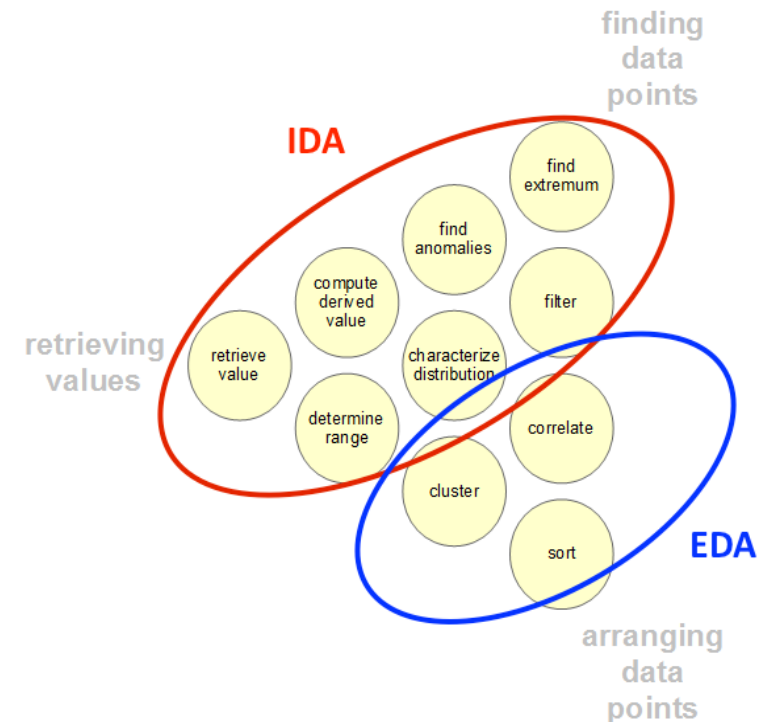 finding
data
points
IDA
find
extremum
find
anomalies
compute
derived
value
filter
retrieving
values
retrieve
value
characterize
distribution
determine
range
correlate
cluster
sort
EDA
arranging
data
points